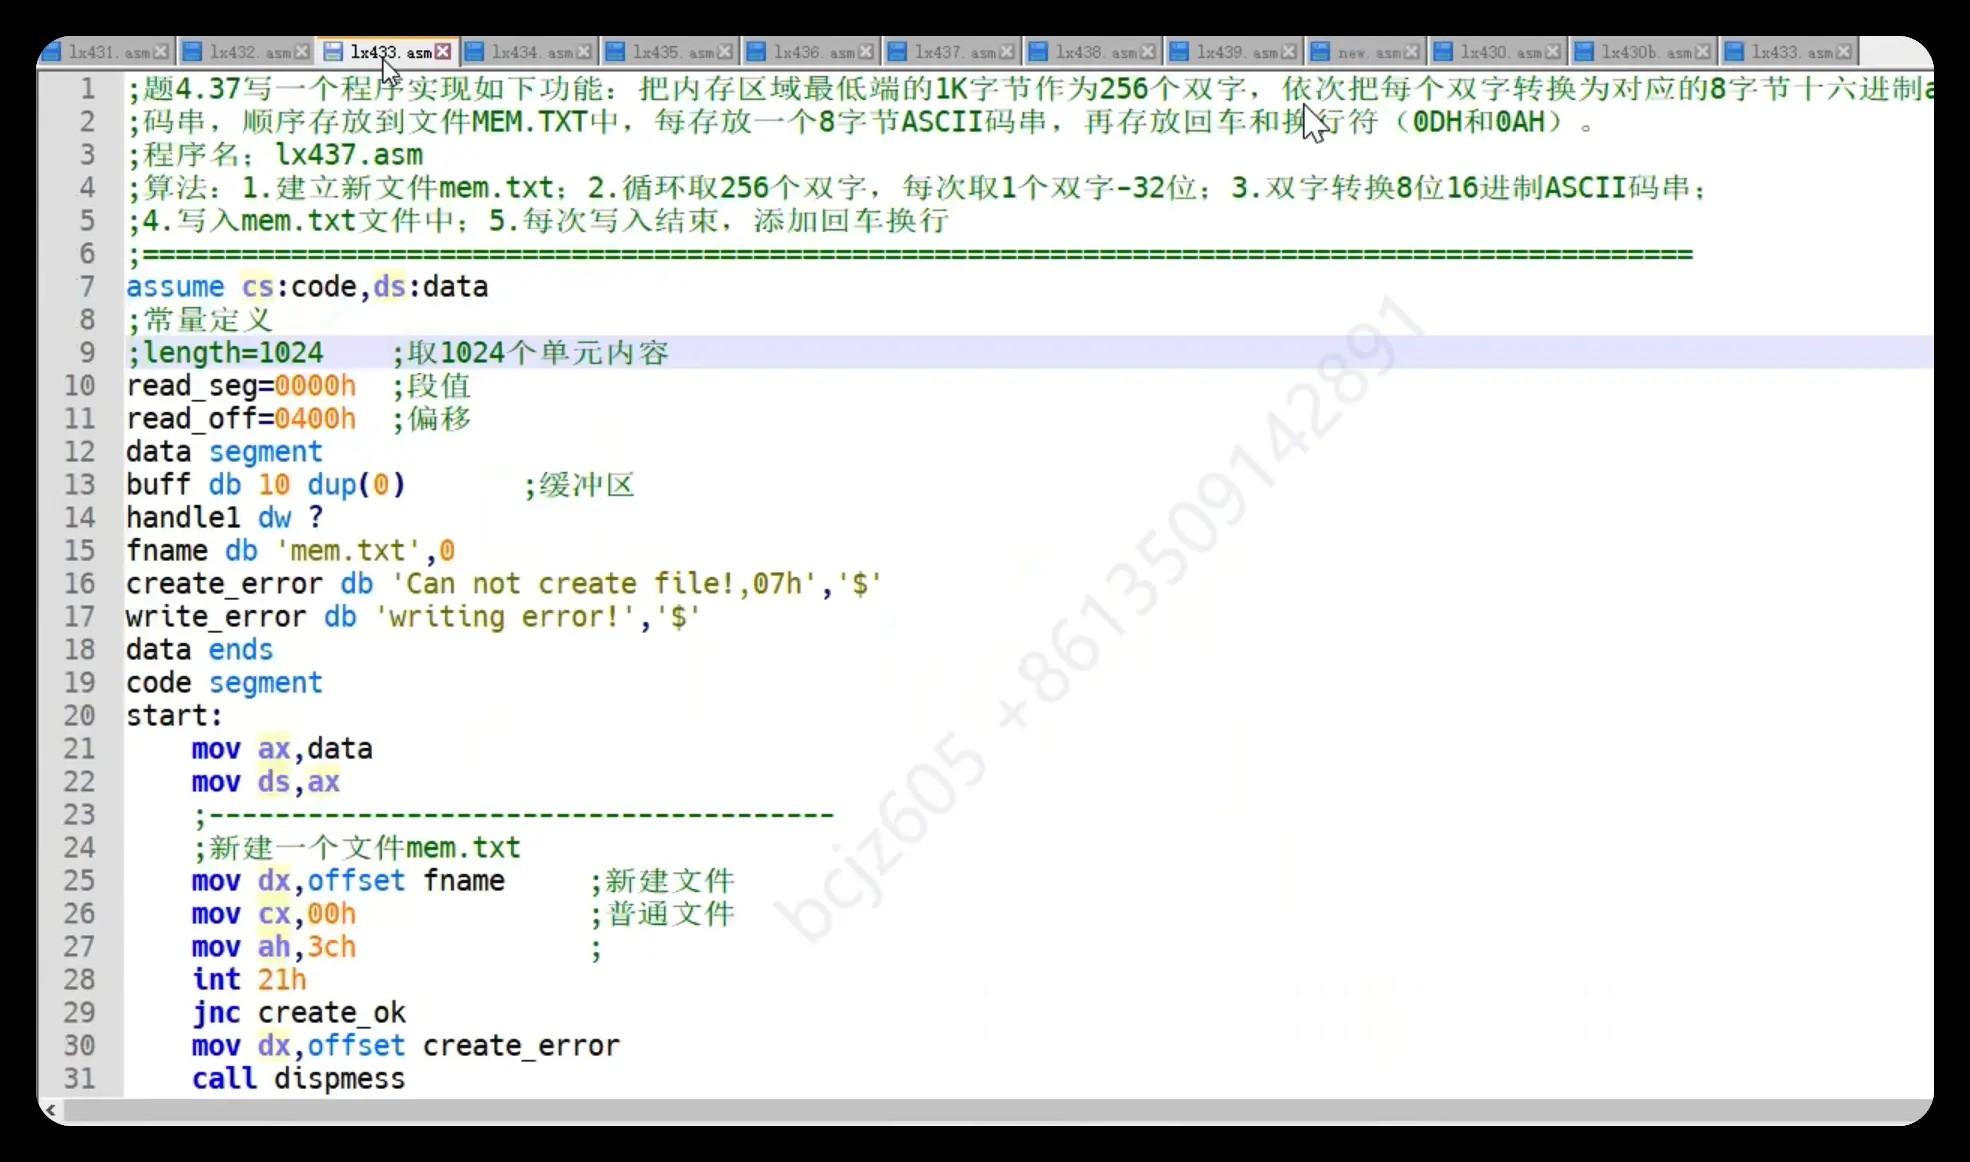 lx431.asm lx432.asm lx433.asm lx434.asm lx435.asm lx436.asm lx437.asm lx438.asm lx439.asm new.asm lx430.asm lx430b.asm lx433.asm
1 ;题4.37写一个程序实现如下功能：把内存区域最低端的1K字节作为256个双字，依次把每个双字转换为对应的8字节十六进制a
2 ;码串，顺序存放到文件MEM.TXT中，每存放一个8字节ASCII码串，再存放回车和换行符（0DH和0AH）。
3 ;程序名：lx437.asm
4 ;算法：1.建立新文件mem.txt；2.循环取256个双字，每次取1个双字-32位；3.双字转换8位16进制ASCII码串；
5 ;4.写入mem.txt文件中；5.每次写入结束，添加回车换行
6 ;==============================================================================================
7 assume cs:code,ds:data
8 ;常量定义
9 ;length=1024 ;取1024个单元内容
10 read_seg=0000h ;段值
11 read_off=0400h ;偏移
12 data segment
13 buff db 10 dup(0) ;缓冲区
14 handle1 dw ?
15 fname db 'mem.txt',0
16 create_error db 'Can not create file!,07h','$'
17 write_error db 'writing error!','$'
18 data ends
19 code segment
20 start:
21 mov ax,data
22 mov ds,ax
23 ;--------------------------------------
24 ;新建一个文件mem.txt
25 mov dx,offset fname ;新建文件
26 mov cx,00h ;普通文件
27 mov ah,3ch ;
28 int 21h
29 jnc create_ok
30 mov dx,offset create_error
31 call dispmess
bcjz605 +8613509142891